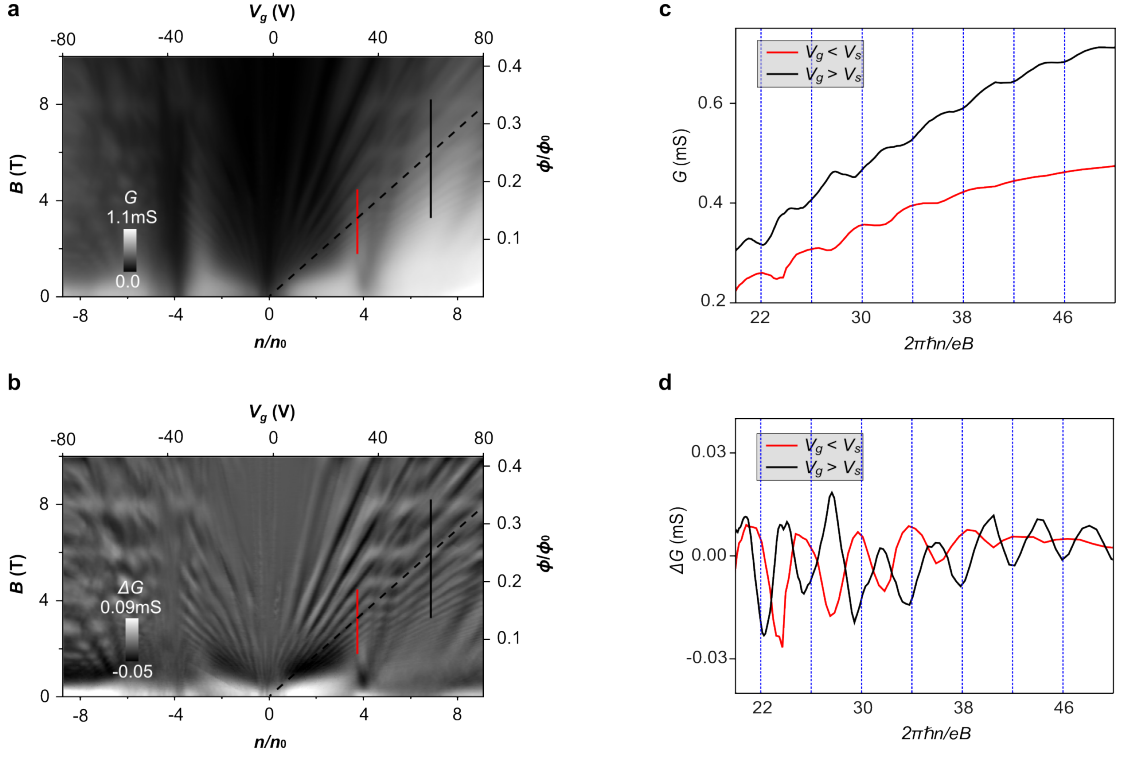 a
V_g (V)
-80 -40 0 40 80
8
4
0
B (T)
G
1.1mS
0.0
0.4
0.3
0.2
0.1
ϕ/ϕ₀
-8 -4 0 4 8
n/n₀
c
V_g < V_s
V_g > V_s
0.6
0.4
0.2
G (mS)
22 30 38 46
2πℏn/eB
b
V_g (V)
-80 -40 0 40 80
8
4
0
B (T)
ΔG
0.09mS
-0.05
0.4
0.3
0.2
0.1
ϕ/ϕ₀
-8 -4 0 4 8
n/n₀
d
V_g < V_s
V_g > V_s
0.03
0.00
-0.03
ΔG (mS)
22 30 38 46
2πℏn/eB